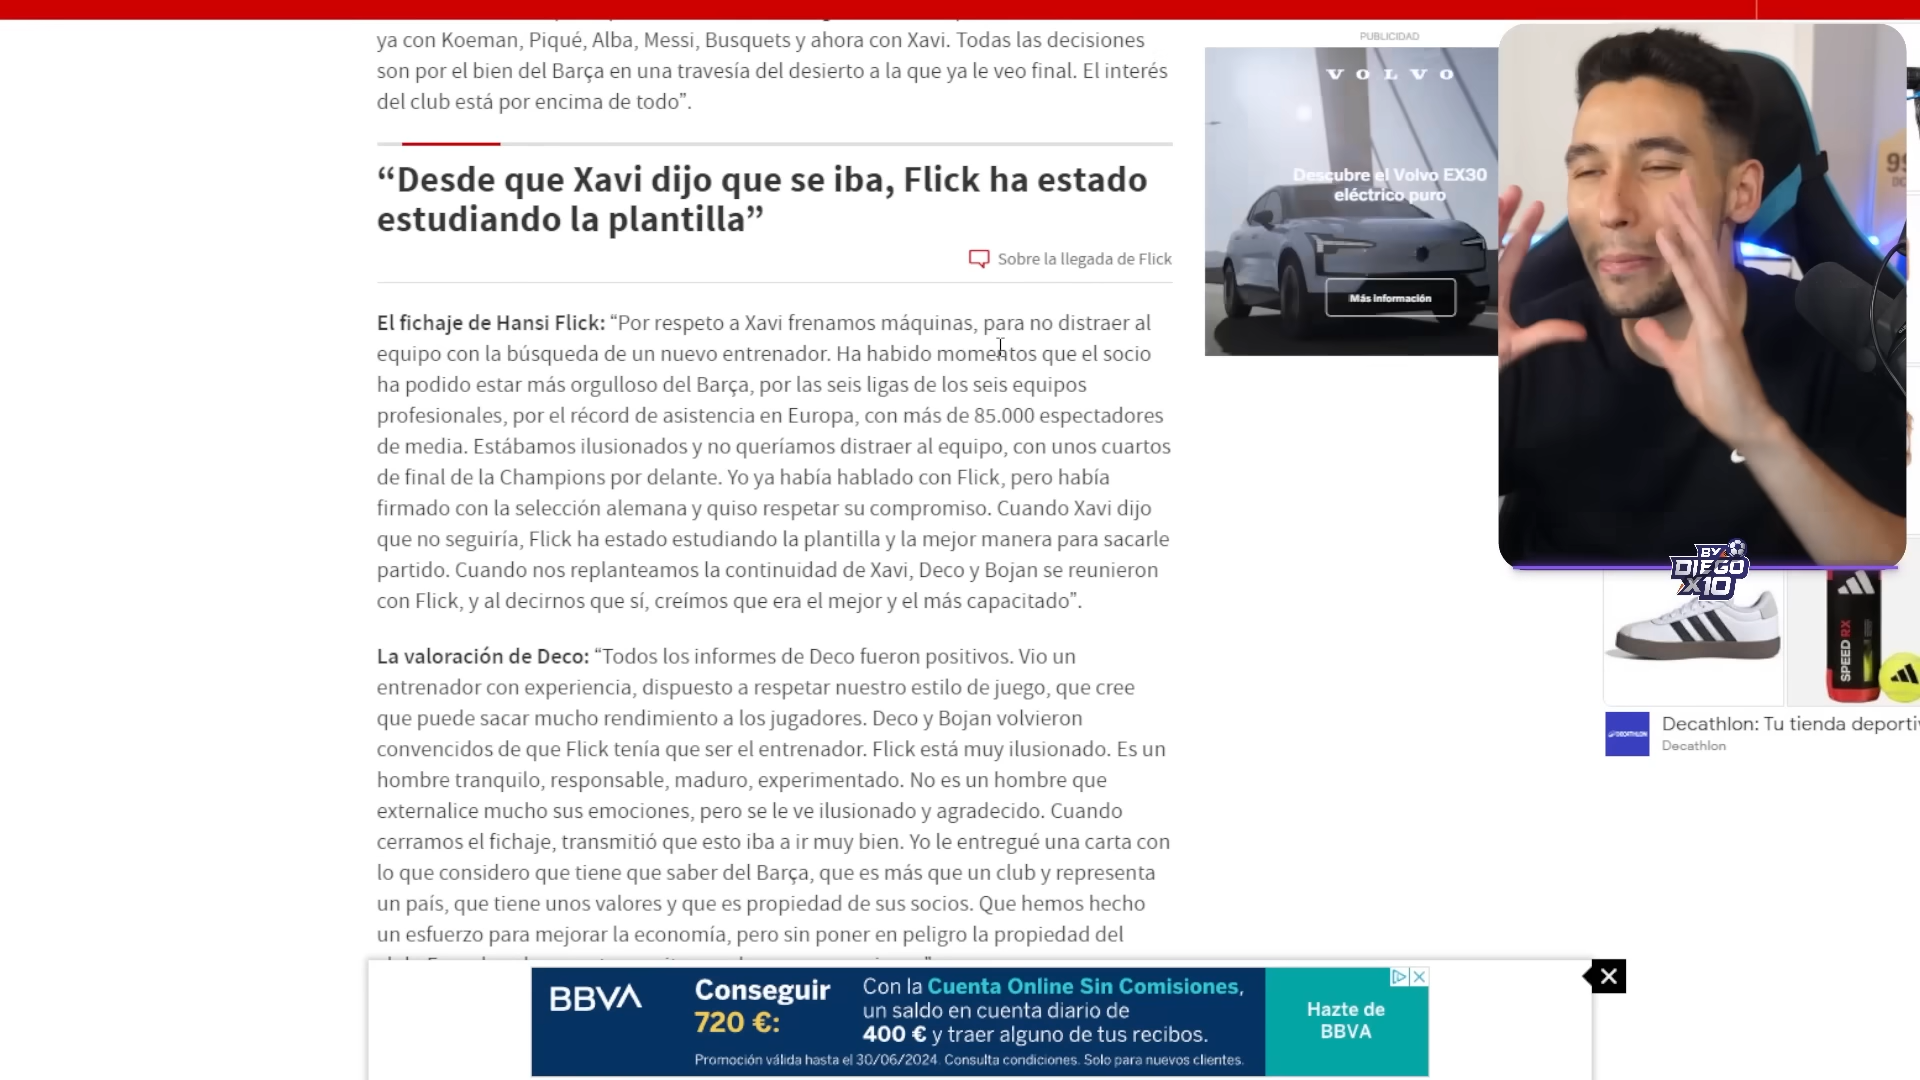 ya con Koeman, Piqué, Alba, Messi, Busquets y ahora con Xavi. Todas las decisiones
son por el bien del Barça en una travesía del desierto a la que ya le veo final. El interés
del club está por encima de todo”.
“Desde que Xavi dijo que se iba, Flick ha estado
estudiando la plantilla”
Sobre la llegada de Flick
El fichaje de Hansi Flick: “Por respeto a Xavi frenamos máquinas, para no distraer al
equipo con la búsqueda de un nuevo entrenador. Ha habido momentos que el socio
ha podido estar más orgulloso del Barça, por las seis ligas de los seis equipos
profesionales, por el récord de asistencia en Europa, con más de 85.000 espectadores
de media. Estábamos ilusionados y no queríamos distraer al equipo, con unos cuartos
de final de la Champions por delante. Yo ya había hablado con Flick, pero había
firmado con la selección alemana y quiso respetar su compromiso. Cuando Xavi dijo
que no seguiría, Flick ha estado estudiando la plantilla y la mejor manera para sacarle
partido. Cuando nos replanteamos la continuidad de Xavi, Deco y Bojan se reunieron
con Flick, y al decirnos que sí, creímos que era el mejor y el más capacitado”.
La valoración de Deco: “Todos los informes de Deco fueron positivos. Vio un
entrenador con experiencia, dispuesto a respetar nuestro estilo de juego, que cree
que puede sacar mucho rendimiento a los jugadores. Deco y Bojan volvieron
convencidos de que Flick tenía que ser el entrenador. Flick está muy ilusionado. Es un
hombre tranquilo, responsable, maduro, experimentado. No es un hombre que
externalice mucho sus emociones, pero se le ve ilusionado y agradecido. Cuando
cerramos el fichaje, transmitió que esto iba a ir muy bien. Yo le entregué una carta con
lo que considero que tiene que saber del Barça, que es más que un club y representa
un país, que tiene unos valores y que es propiedad de sus socios. Que hemos hecho
un esfuerzo para mejorar la economía, pero sin poner en peligro la propiedad del
PUBLICIDAD
VOLVO
Descubre el Volvo EX30
eléctrico puro
Más información
99
BY
DIEGO
X10
SPEED RX
DECATHLON
Decathlon: Tu tienda deporti
Decathlon
BBVA
Conseguir
720 €:
Con la Cuenta Online Sin Comisiones,
un saldo en cuenta diario de
400 € y traer alguno de tus recibos.
Promoción válida hasta el 30/06/2024. Consulta condiciones. Solo para nuevos clientes.
Hazte de
BBVA